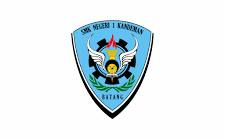 SMK NEGERI 1 KANDEMAN
BATANG